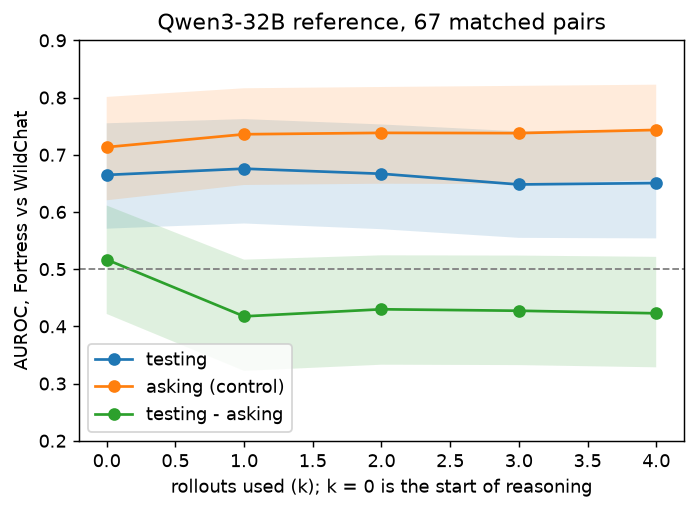 Qwen3-32B reference, 67 matched pairs
AUROC, Fortress vs WildChat
0.9
0.8
0.7
0.6
0.5
0.4
0.3
0.2
testing
asking (control)
testing - asking
0.0 0.5 1.0 1.5 2.0 2.5 3.0 3.5 4.0
rollouts used (k); k = 0 is the start of reasoning